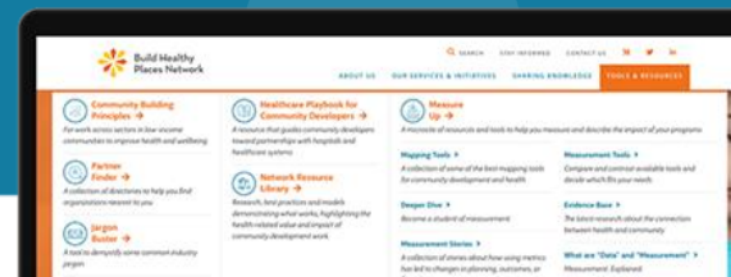 Build Healthy
Places Network
SEARCH STAY INFORMED CONTACT US
ABOUT US OUR SERVICES & INITIATIVES SHARING KNOWLEDGE TOOLS & RESOURCES
Community Building
Principles →
For work across sectors in low income
communities to improve health and wellbeing
Partner
Finder →
A collection of directories to help you find
organizations nearest to you
Jargon
Buster →
A tool to demystify some common industry
jargon
Healthcare Playbook for
Community Developers →
A resource that guides community developers
toward partnerships with hospitals and
healthcare systems
Network Resource
Library →
Research, best practices and models
demonstrating what works, highlighting the
health-related value and impact of
community development work
Measure
Up →
A microsite of resources and tools to help you measure and describe the impact of your programs
Mapping Tools >
A collection of some of the best mapping tools
for community development and health
Deeper Dive >
Become a student of measurement
Measurement Stories >
A collection of stories about how using metrics
has led to changes in planning, outcomes, or
Measurement Tools >
Compare and contrast available tools and
decide which fits your needs
Evidence Base >
The latest research about the connection
between health and community
What are "Data" and "Measurement" >
Measurement, Explained